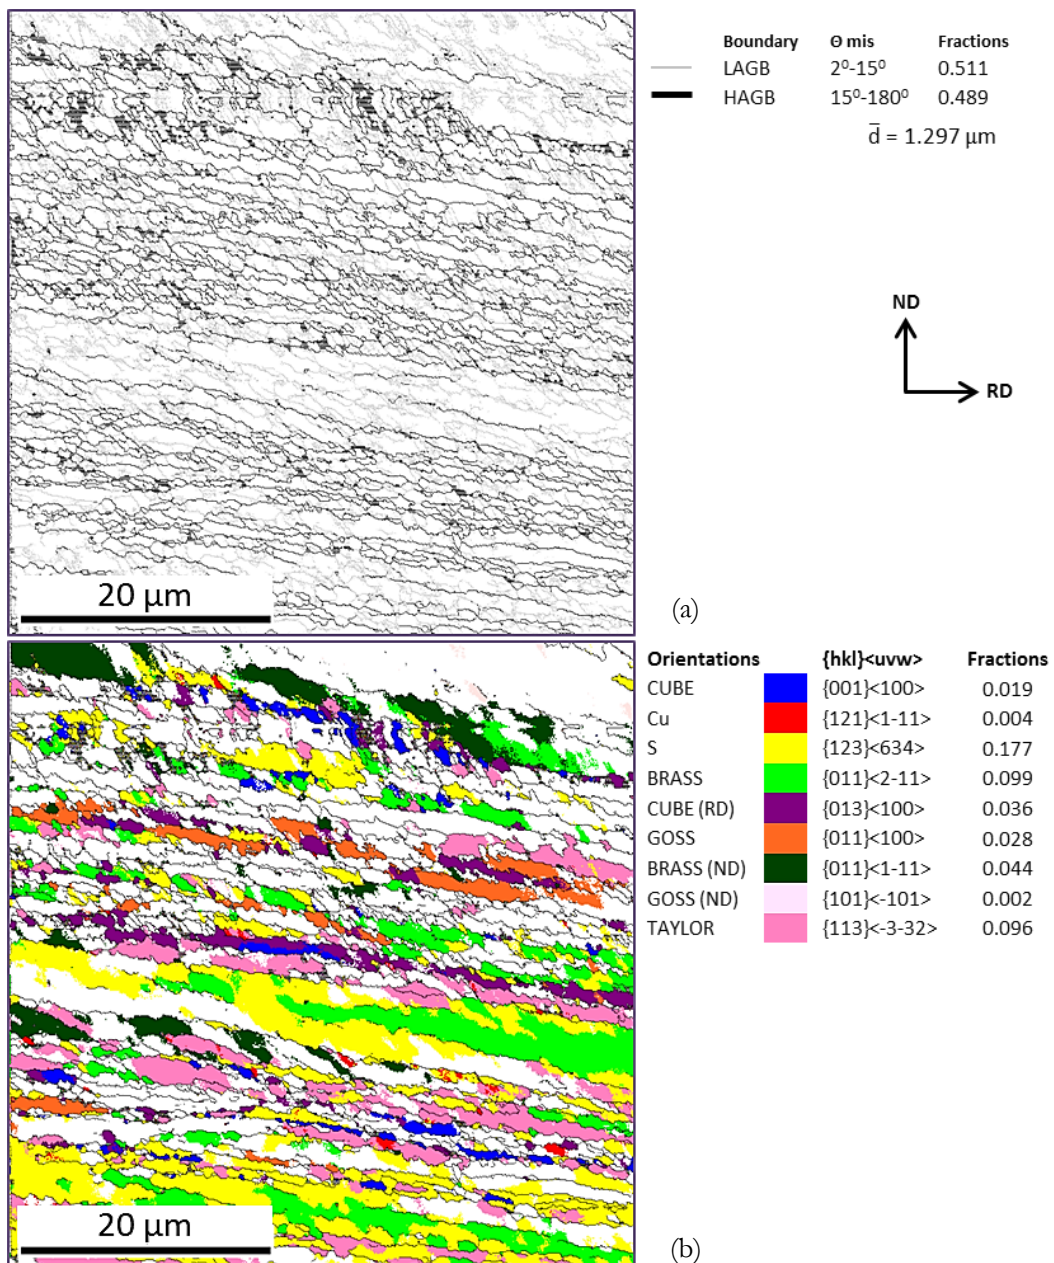 Boundary Θ mis Fractions
LAGB 2⁰-15⁰ 0.511
HAGB 15⁰-180⁰ 0.489
d̅ = 1.297 µm
ND
RD
20 µm
(a)
Orientations {hkl}<uvw> Fractions
CUBE {001}<100> 0.019
Cu {121}<1-11> 0.004
S {123}<634> 0.177
BRASS {011}<2-11> 0.099
CUBE (RD) {013}<100> 0.036
GOSS {011}<100> 0.028
BRASS (ND) {011}<1-11> 0.044
GOSS (ND) {101}<-101> 0.002
TAYLOR {113}<-3-32> 0.096
20 µm
(b)